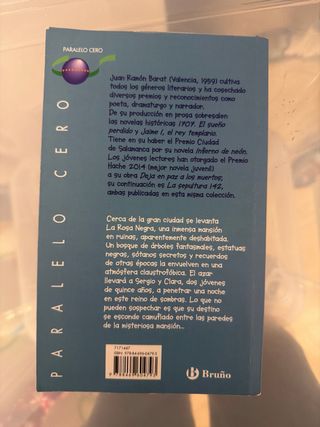 PARALELO CERO
PARALELO CERO
Juan Ramón Barat (Valencia, 1959) cultiva
todos los géneros literarios y ha cosechado
diversos premios y reconocimientos como
poeta, dramaturgo y narrador.
De su producción en prosa sobresalen
las novelas históricas 1707. El sueño
perdido y Jaime I, el rey templario.
Tiene en su haber el Premio Ciudad
de Salamanca por su novela Infierno de neón.
Los jóvenes lectores han otorgado el Premio
Hache 2014 (mejor novela juvenil)
a su obra Deja en paz a los muertos;
su continuación es La sepultura 142,
ambas publicadas en esta misma colección.
Cerca de la gran ciudad se levanta
La Rosa Negra, una inmensa mansión
en ruinas, aparentemente deshabitada.
Un bosque de árboles fantasmales, estatuas
negras, sótanos secretos y recuerdos
de otras épocas la envuelven en una
atmósfera claustrofóbica. El azar
llevará a Sergio y Clara, dos jóvenes
de quince años, a penetrar una noche
en este reino de sombras. Lo que no
pueden sospechar es que su destino
se esconde camuflado entre las paredes
de la misteriosa mansión...
7171467
Bruño